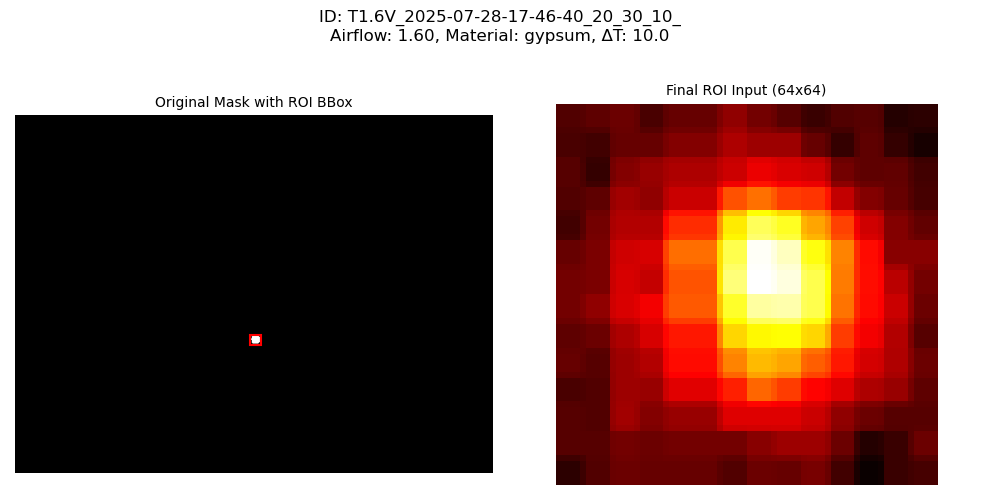 ID: T1.6V_2025-07-28-17-46-40_20_30_10_
Airflow: 1.60, Material: gypsum, ΔT: 10.0
Original Mask with ROI BBox
Final ROI Input (64x64)